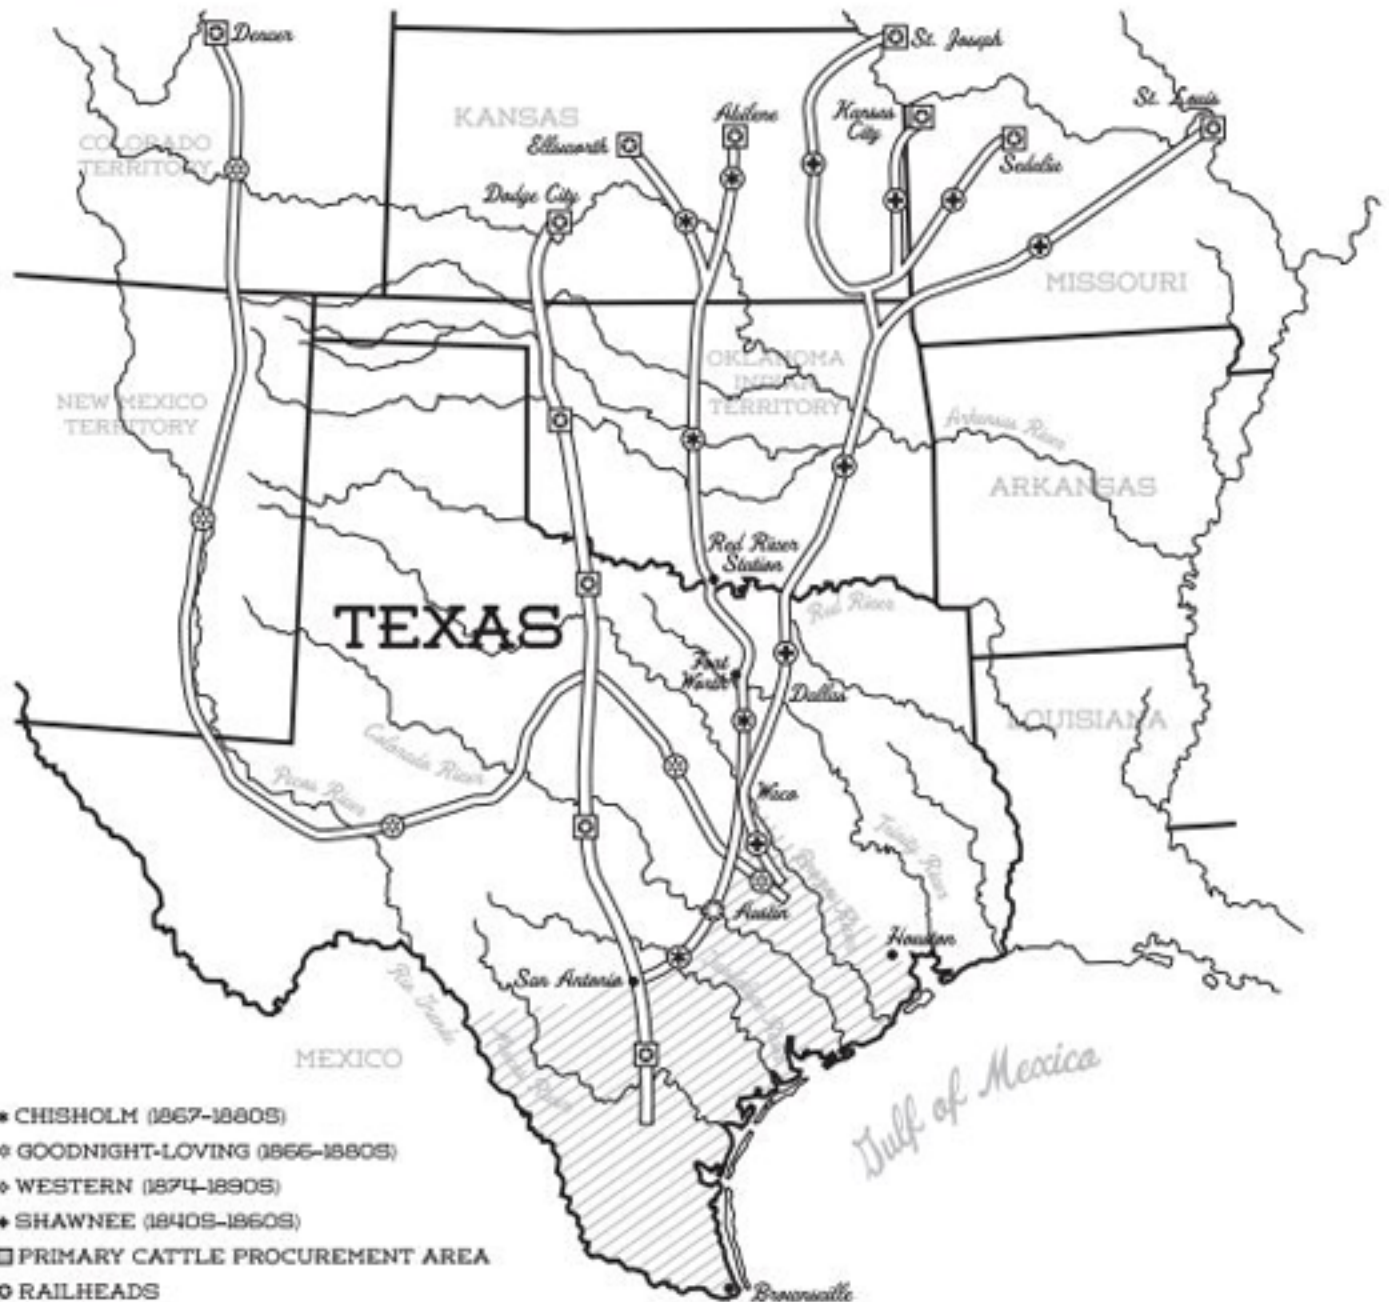 Denver
St. Joseph
KANSAS
Abilene
Kansas
City
St. Louis
COLORADO
TERRITORY
Ellsworth
Sedalia
Dodge City
MISSOURI
OKLAHOMA
INDIAN
TERRITORY
NEW MEXICO
TERRITORY
Arkansas River
ARKANSAS
Red River
Station
Red River
TEXAS
Fort
Worth
Dallas
LOUISIANA
Colorado River
Picos River
Waco
Trinity River
Brazos River
Austin
Houston
San Antonio
Rio Grande
MEXICO
Gulf of Mexico
CHISHOLM (1867-1880S)
GOODNIGHT-LOVING (1866-1880S)
WESTERN (1874-1890S)
SHAWNEE (1840S-1860S)
PRIMARY CATTLE PROCUREMENT AREA
RAILHEADS
Brownsville